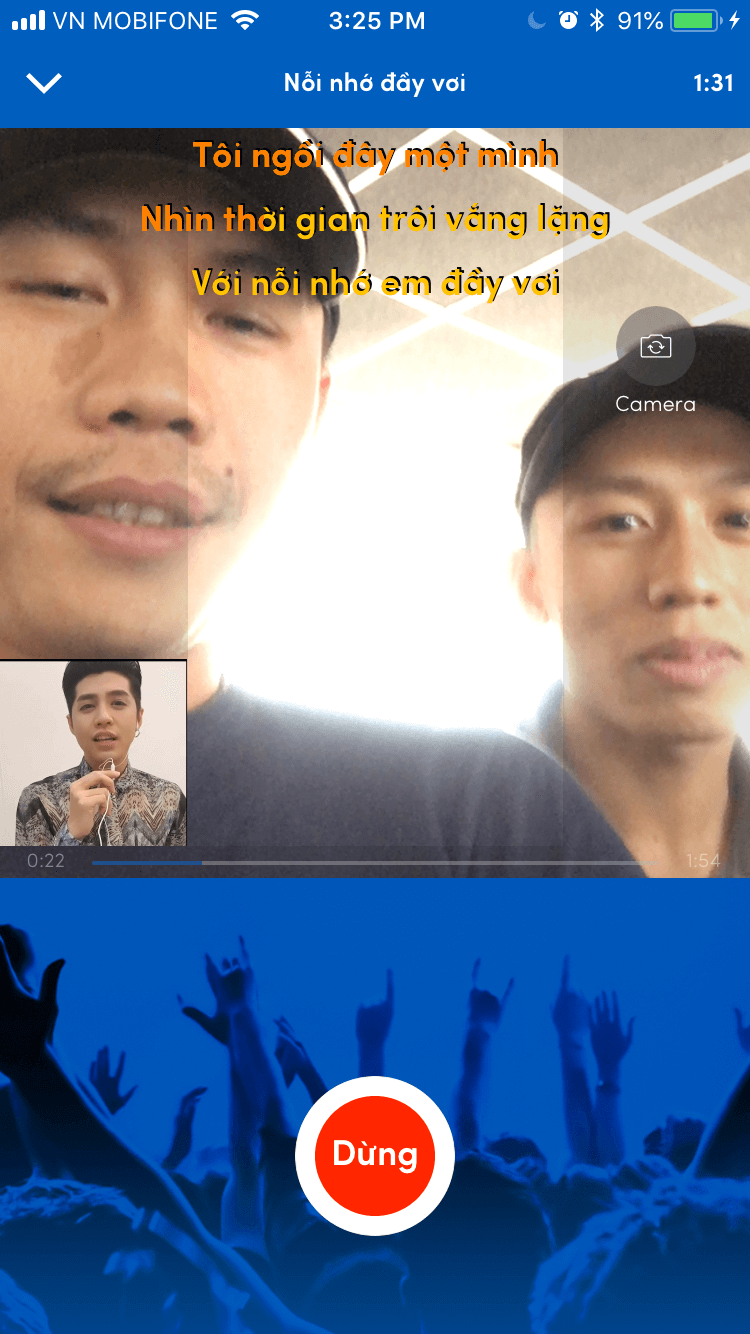 VN MOBIFONE 3:25 PM 91%
Nỗi nhớ đầy vơi 1:31
Tôi ngồi đây một mình
Nhìn thời gian trôi vắng lặng
Với nỗi nhớ em đầy vơi
Camera
0:22 1:54
Dừng